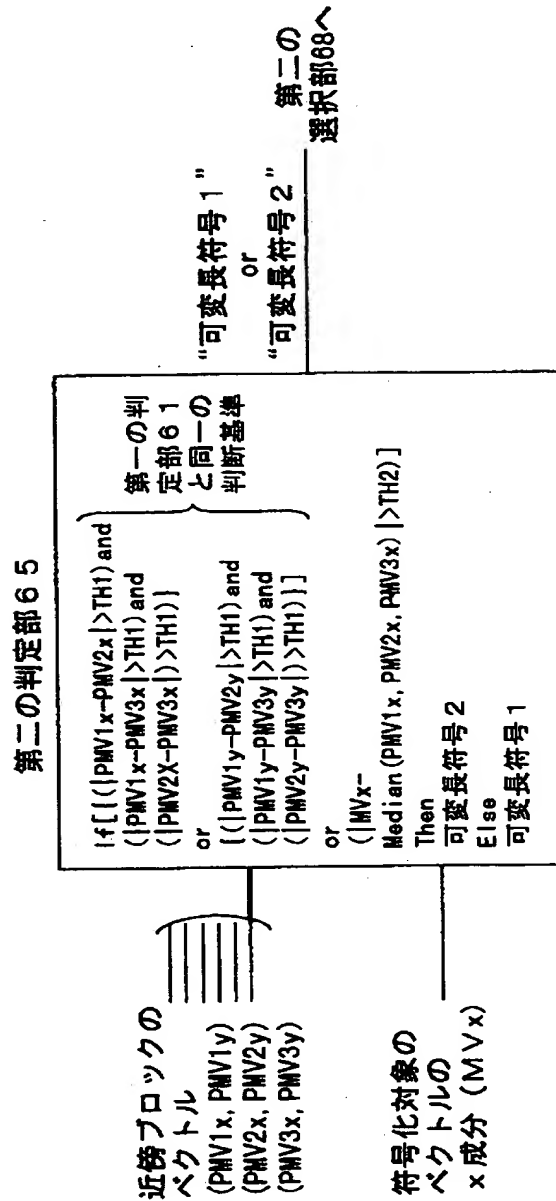 第二の判定部６５
近傍ブロックの
ベクトル
(PMV1x, PMV1y)
(PMV2x, PMV2y)
(PMV3x, PMV3y)
符号化対象の
ベクトルの
ｘ成分（ＭＶx）
If[[(|PMV1x-PMV2x|>TH1)and
(|PMV1x-PMV3x|>TH1)and
(|PMV2X-PMV3x|)>TH1)]
or
[(|PMV1y-PMV2y|>TH1)and
(|PMV1y-PMV3y|>TH1)and
(|PMV2y-PMV3y|)>TH1)]]
第一の判
定部６１
と同一の
判断基準
or
(|MVx-
Median(PMV1x, PMV2x, PMV3x)|>TH2)]
Then
可変長符号２
Else
可変長符号１
“可変長符号１”
or
“可変長符号２”
第二の
選択部68へ